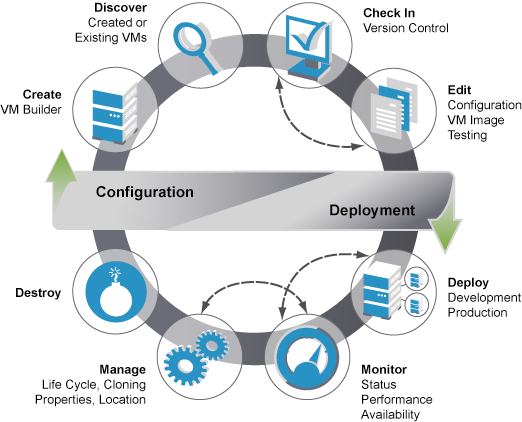 Discover
Created or
Existing VMs
Check In
Version Control
Create
VM Builder
Edit
Configuration
VM Image
Testing
Configuration
Deployment
Destroy
Deploy
Development
Production
Manage
Life Cycle, Cloning
Properties, Location
Monitor
Status
Performance
Availability